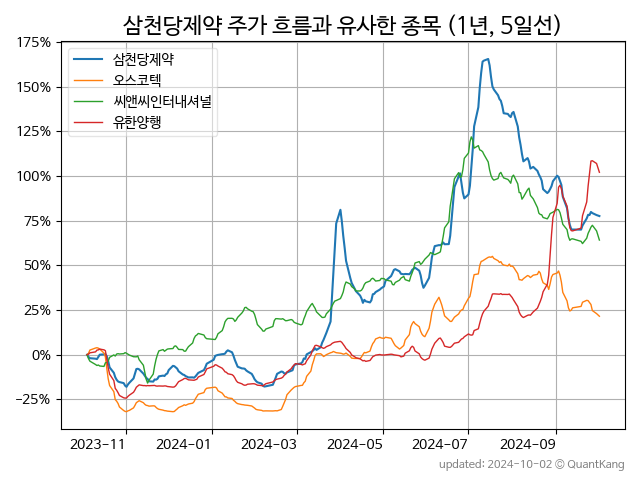 삼천당제약 주가 흐름과 유사한 종목 (1년, 5일선)
175%
150%
125%
100%
75%
50%
25%
0%
−25%
삼천당제약
오스코텍
씨앤씨인터내셔널
유한양행
2023-11
2024-01
2024-03
2024-05
2024-07
2024-09
updated: 2024-10-02 © QuantKang